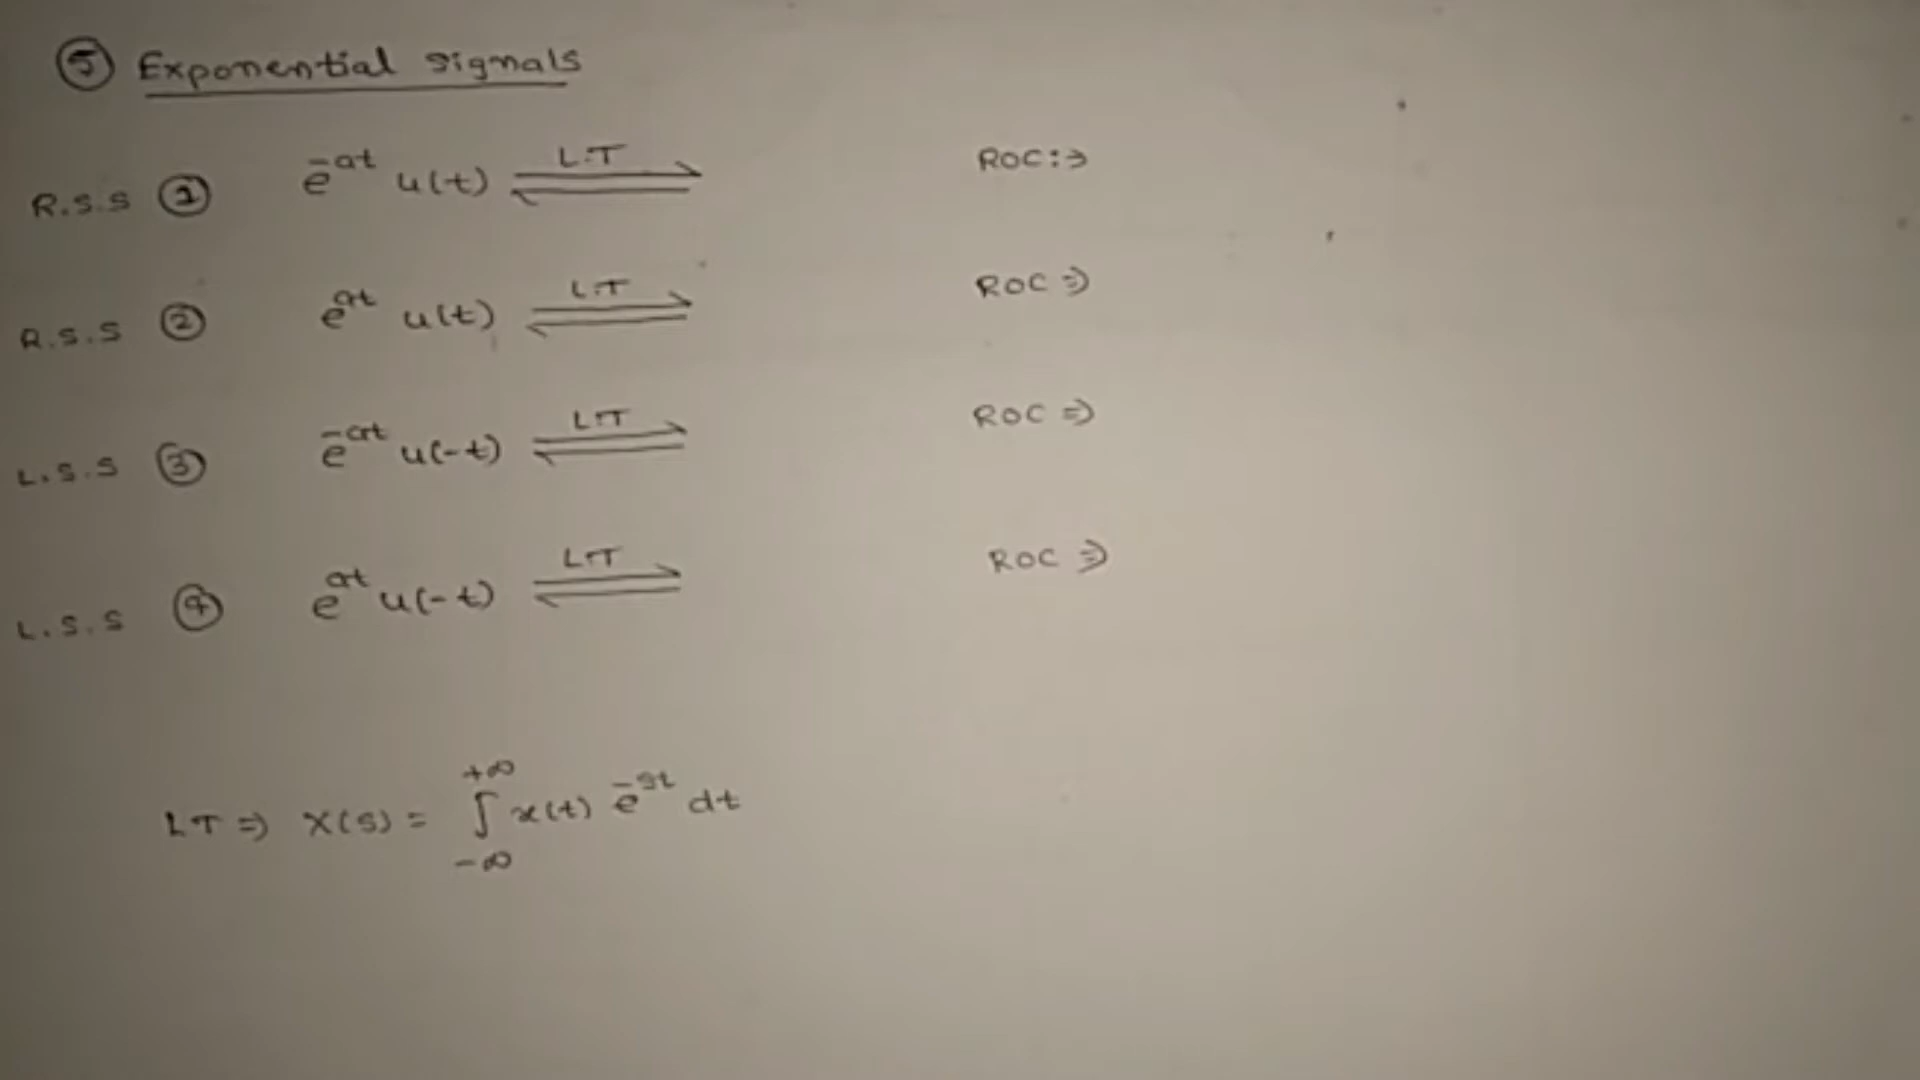 ⑤ Exponential signals
R.S.S ① e^{-at} u(t) ⇌ L.T ROC:⇒
R.S.S ② e^{at} u(t) ⇌ L.T ROC ⇒
L.S.S ③ e^{-at} u(-t) ⇌ L.T ROC ⇒
L.S.S ④ e^{at} u(-t) ⇌ L.T ROC ⇒
LT ⇒ X(s) = ∫_{-∞}^{+∞} x(t) e^{-st} dt